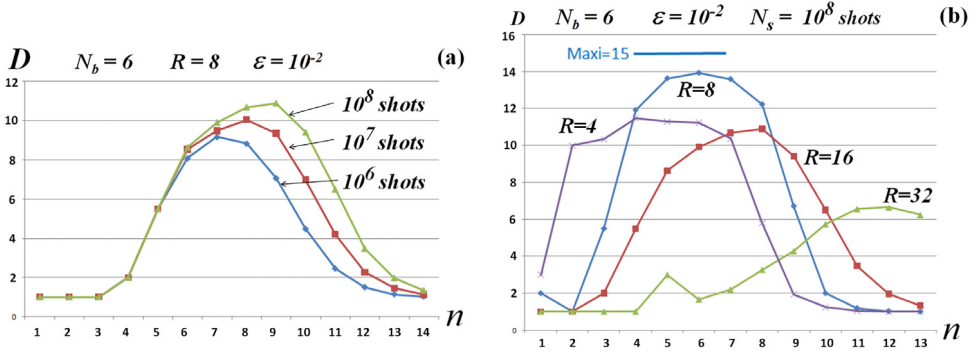 D N_b = 6 R = 8 ε = 10^-2 (a)
12
10
8
6
4
2
0
10^8 shots
10^7 shots
10^6 shots
1 2 3 4 5 6 7 8 9 10 11 12 13 14 n
D N_b = 6 ε = 10^-2 N_s = 10^8 shots (b)
16
14
12
10
8
6
4
2
0
Maxi=15
R=8
R=4
R=16
R=32
1 2 3 4 5 6 7 8 9 10 11 12 13 n